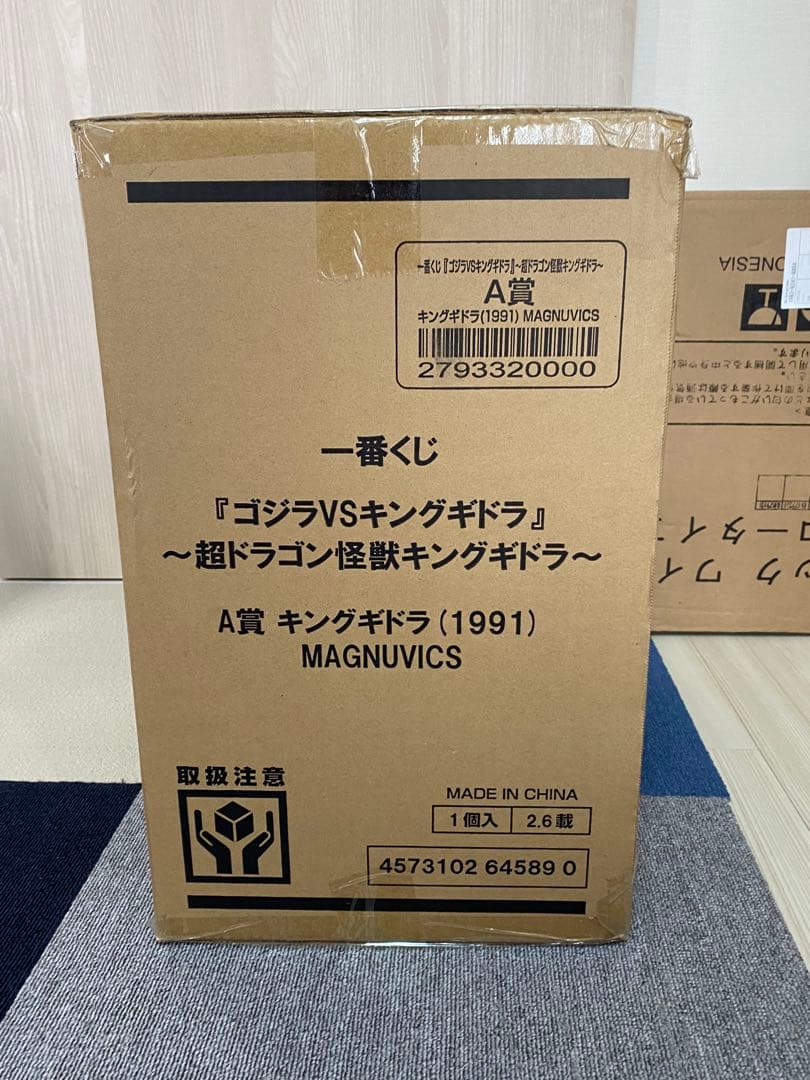 一番くじ『ゴジラVSキングギドラ』～超ドラゴン怪獣キングギドラ～
A賞
キングギドラ(1991) MAGNUVICS
2793320000
一番くじ
『ゴジラVSキングギドラ』
～超ドラゴン怪獣キングギドラ～
A賞 キングギドラ(1991)
MAGNUVICS
取扱注意
MADE IN CHINA
1個入 2.6載
4573102 64589 0
ONESIA